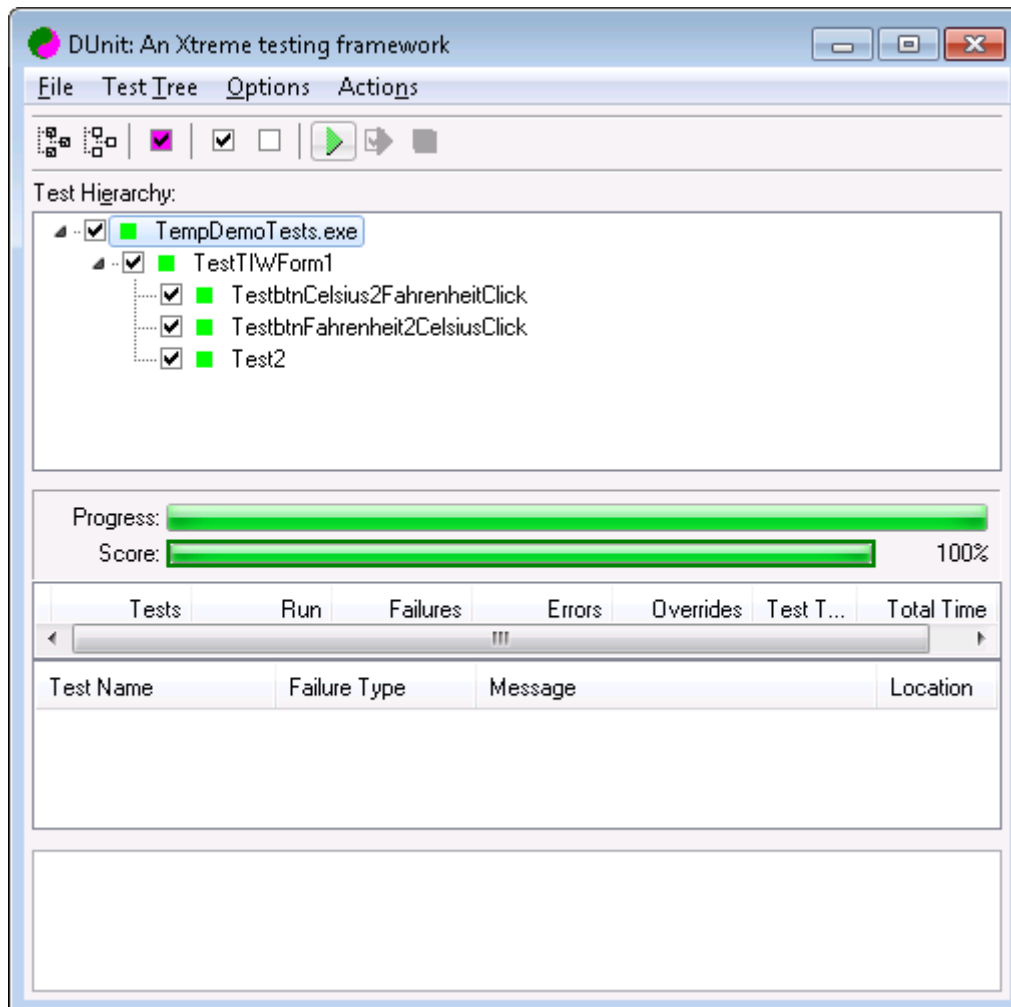 DUnit: An Xtreme testing framework
File Test Tree Options Actions
Test Hierarchy:
TempDemoTests.exe
TestTIWForm1
TestbtnCelsius2FahrenheitClick
TestbtnFahrenheit2CelsiusClick
Test2
Progress:
Score: 100%
Tests Run Failures Errors Overrides Test T... Total Time
Test Name Failure Type Message Location